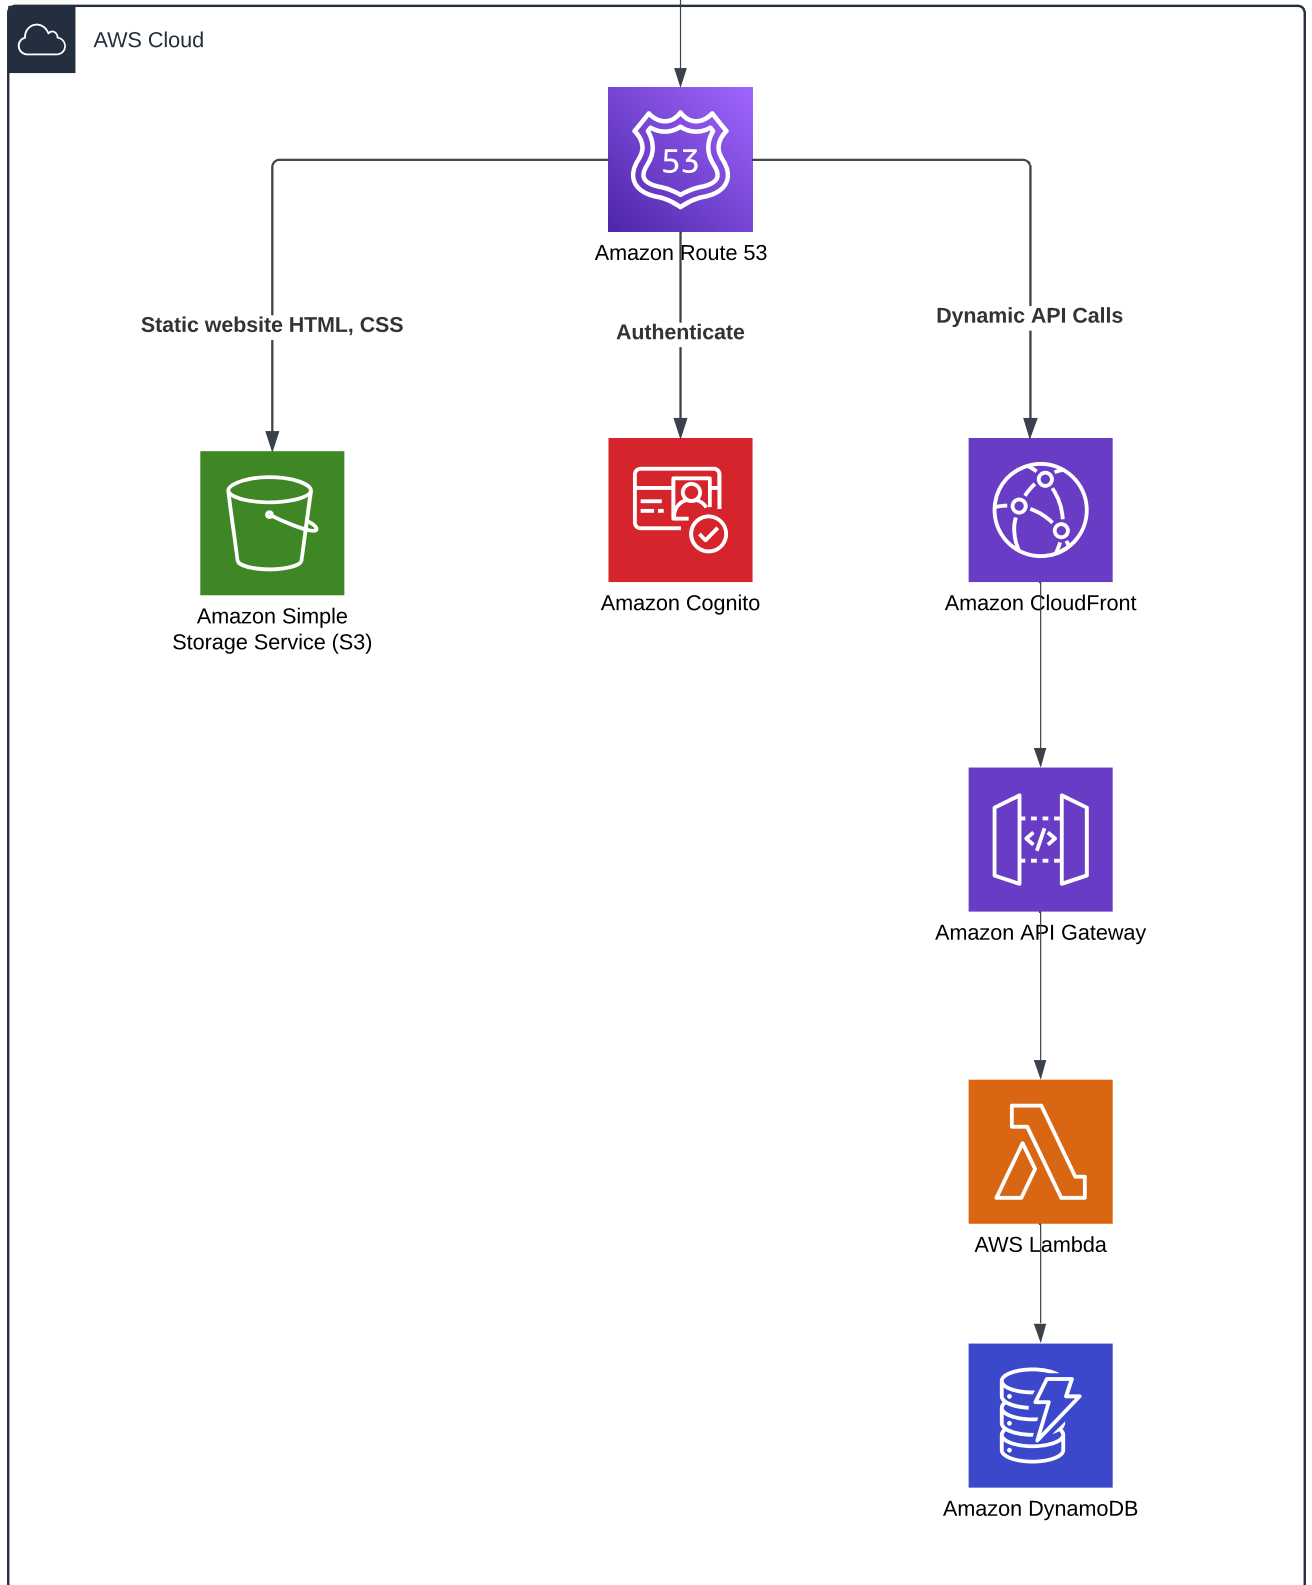 AWS Cloud
53
Amazon Route 53
Static website HTML, CSS
Authenticate
Dynamic API Calls
Amazon Simple
Storage Service (S3)
Amazon Cognito
Amazon CloudFront
</>
Amazon API Gateway
AWS Lambda
Amazon DynamoDB